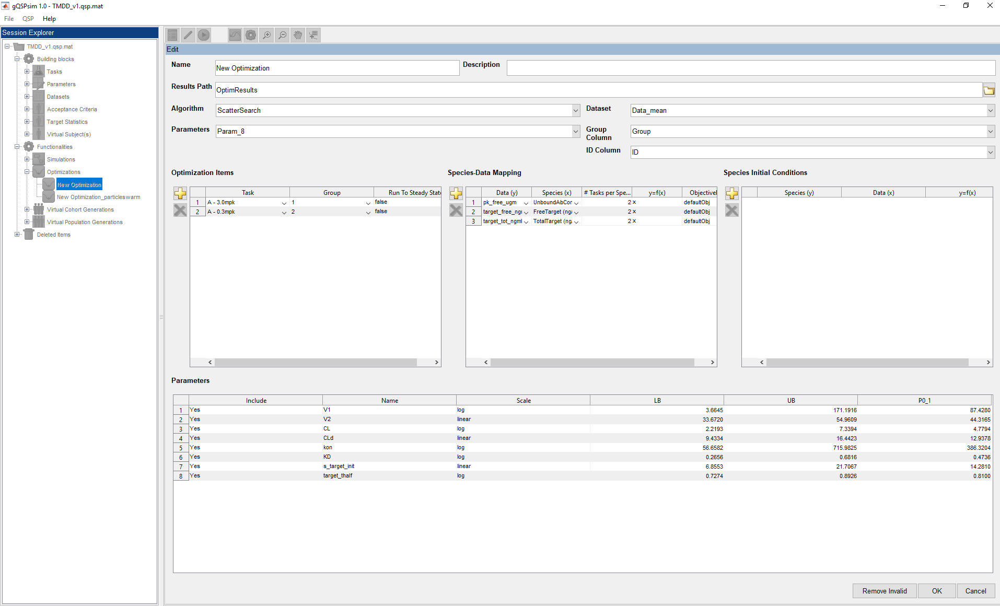 gQSPsim 1.0 - TMDD_v1.qsp.mat
File QSP Help
Session Explorer
TMDD_v1.qsp.mat
Building blocks
Tasks
Parameters
Datasets
Acceptance Criteria
Target Statistics
Virtual Subject(s)
Functionalities
Simulations
Optimizations
New Optimization
New Optimization_particleswarm
Virtual Cohort Generations
Virtual Population Generations
Deleted Items
Edit
Name New Optimization Description
Results Path OptimResults
Algorithm ScatterSearch Dataset Data_mean
Parameters Param_8 Group Column Group
ID Column ID
Optimization Items
Task Group Run To Steady State
1 A - 3.0mpk 1 false
2 A - 0.3mpk 2 false
Species-Data Mapping
Data (y) Species (x) # Tasks per Spe... y=f(x) Objective
1 pk_free_ugm UnboundAbCor 2 x defaultObj
2 target_free_ng FreeTarget (ng/ 2 x defaultObj
3 target_tot_ngml TotalTarget (ng 2 x defaultObj
Species Initial Conditions
Species (y) Data (x) y=f(x)
Parameters
Include Name Scale LB UB P0_1
1 Yes V1 log 3.6645 171.1916 87.4280
2 Yes V2 linear 33.6720 54.9609 44.3165
3 Yes CL log 2.2193 7.3394 4.7794
4 Yes CLd linear 9.4334 16.4423 12.9378
5 Yes kon log 56.6582 715.9825 386.3204
6 Yes KD log 0.2656 0.6816 0.4736
7 Yes s_target_init linear 6.8553 21.7067 14.2810
8 Yes target_thalf log 0.7274 0.8926 0.8100
Remove Invalid OK Cancel